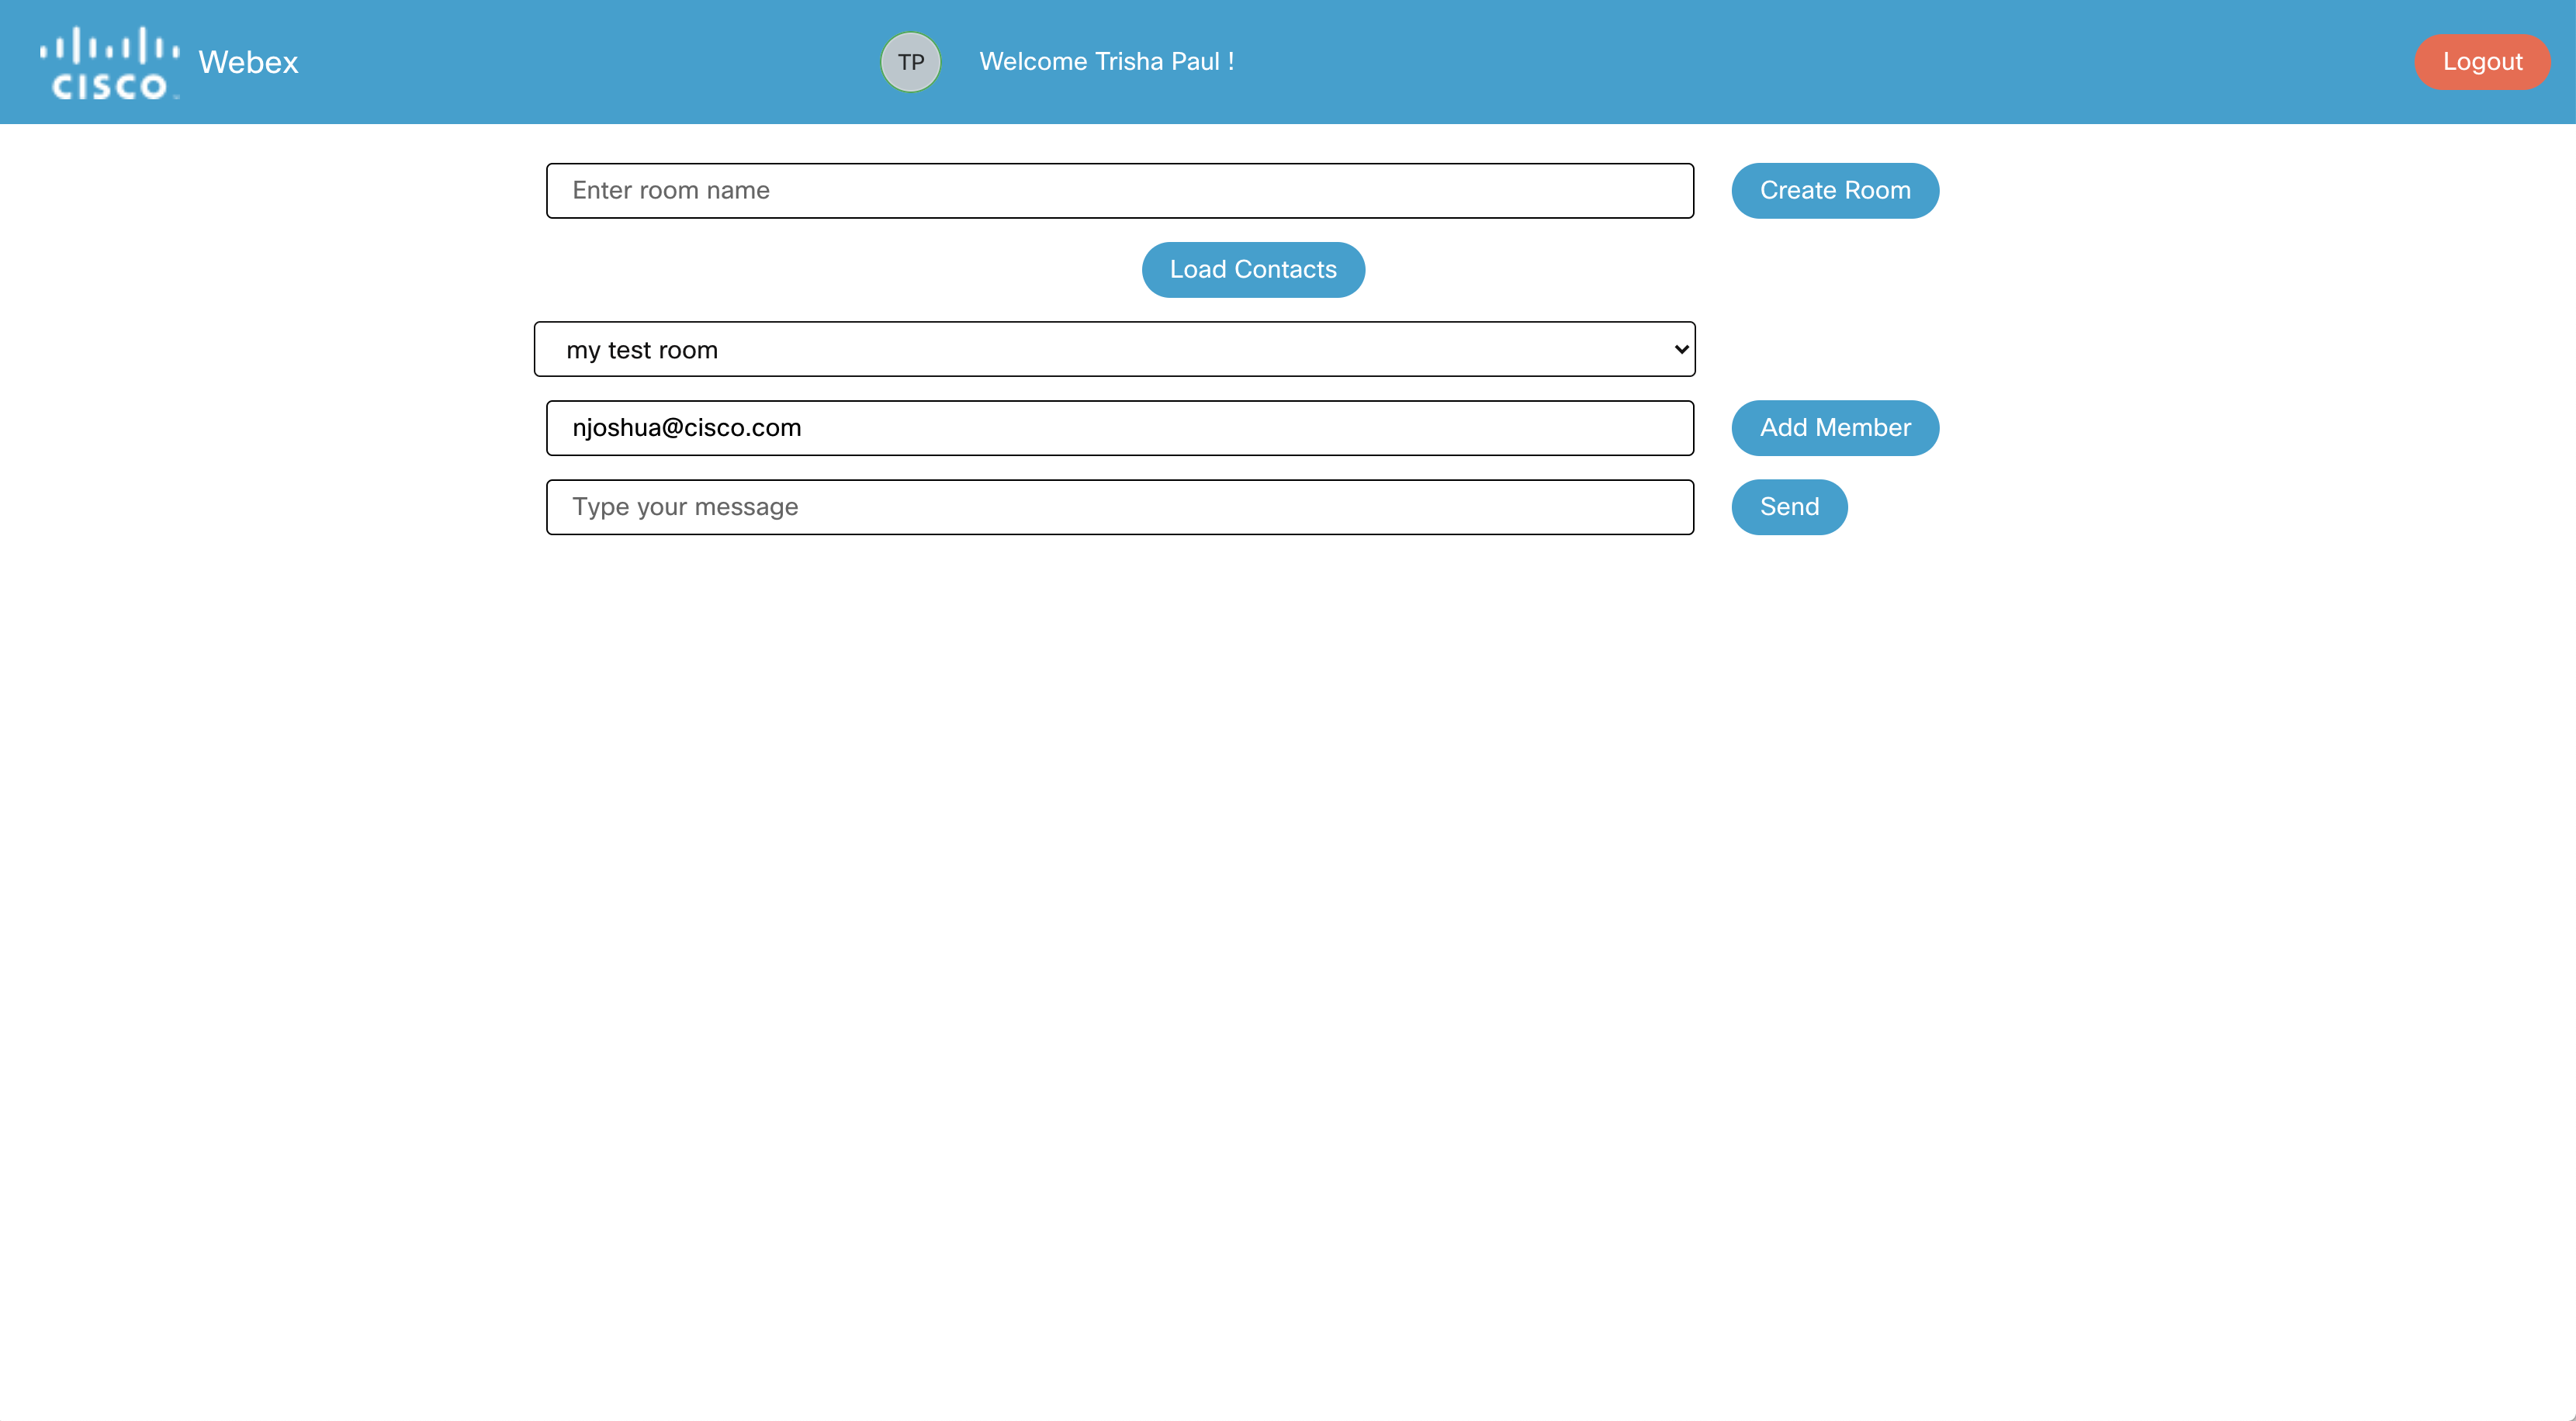 CISCO Webex TP Welcome Trisha Paul ! Logout
Enter room name Create Room
Load Contacts
my test room
njoshua@cisco.com Add Member
Type your message Send